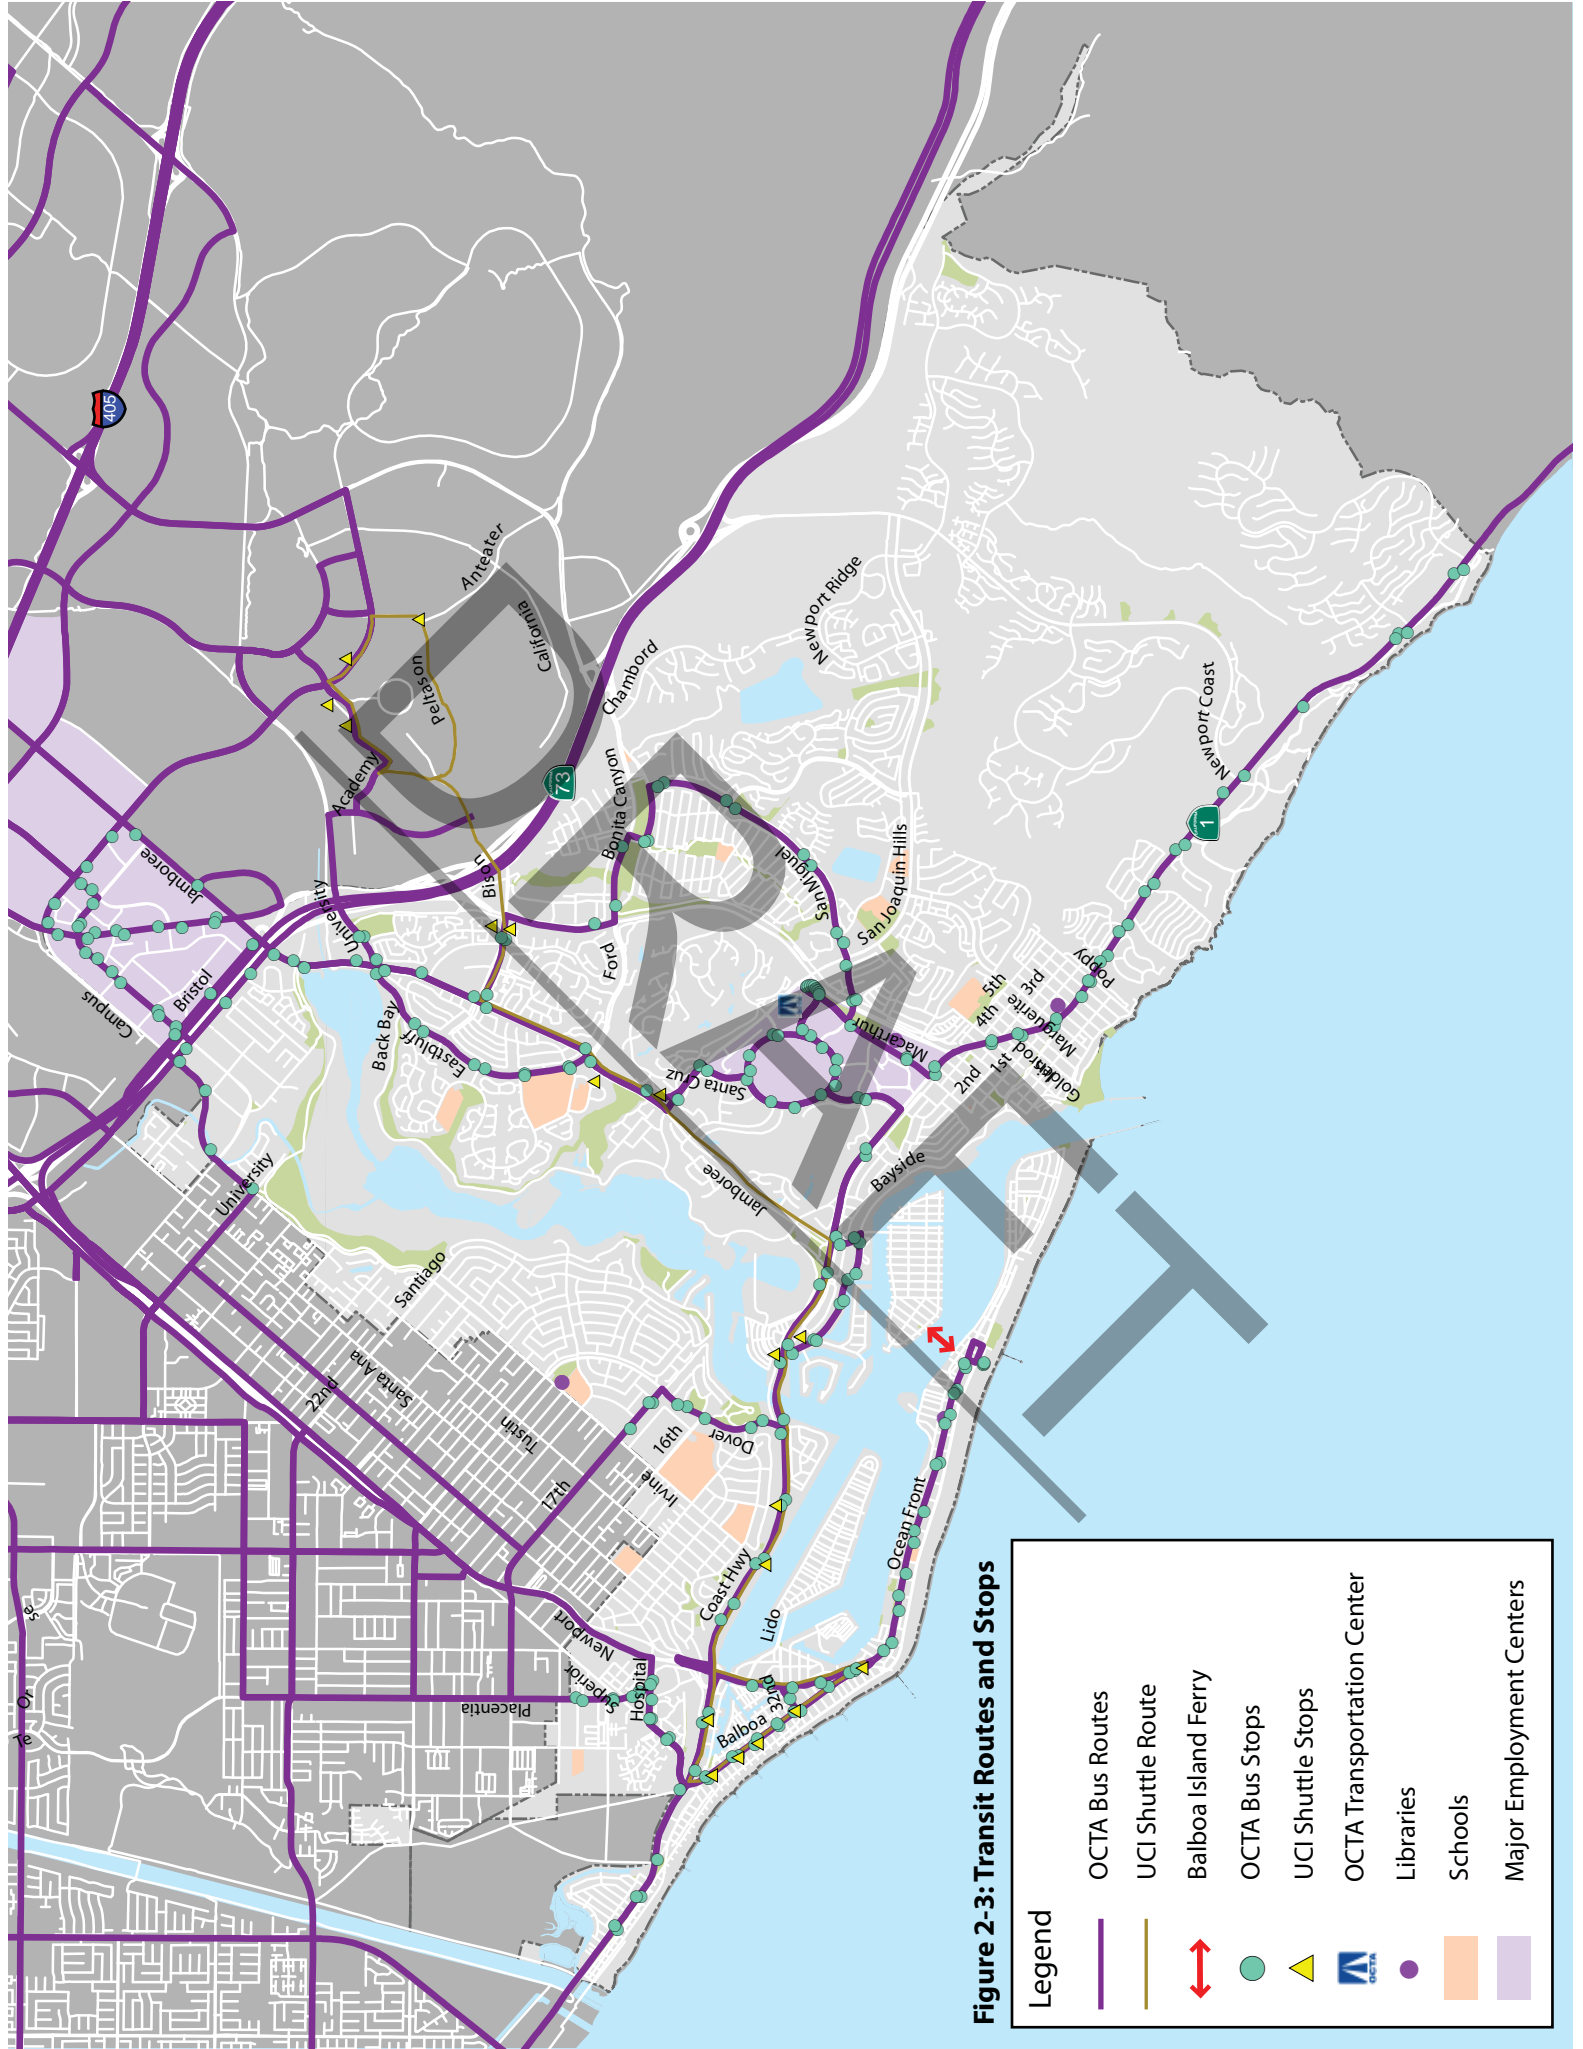 405
73
1
Campus
Bristol
Jamboree
University
Academy
Peltason
Anteater
California
Bison
Chambord
Bonita Canyon
Newport Ridge
Ford
San Miguel
San Joaquin Hills
Newport Coast
Back Bay
Eastbluff
Santa Cruz
Macarthur
5th
4th
3rd
2nd
1st
Marguerite
Poppy
Goldenrod
Iris
Bayside
Jamboree
University
Santiago
Santa Ana
22nd
Tustin
17th
16th
Irvine
Dover
Coast Hwy
Lido
Ocean Front
Newport
Superior
Hospital
Placentia
Balboa
32nd
University
DRAFT
Figure 2-3: Transit Routes and Stops
Legend
OCTA Bus Routes
UCI Shuttle Route
Balboa Island Ferry
OCTA Bus Stops
UCI Shuttle Stops
OCTA
OCTA Transportation Center
Libraries
Schools
Major Employment Centers